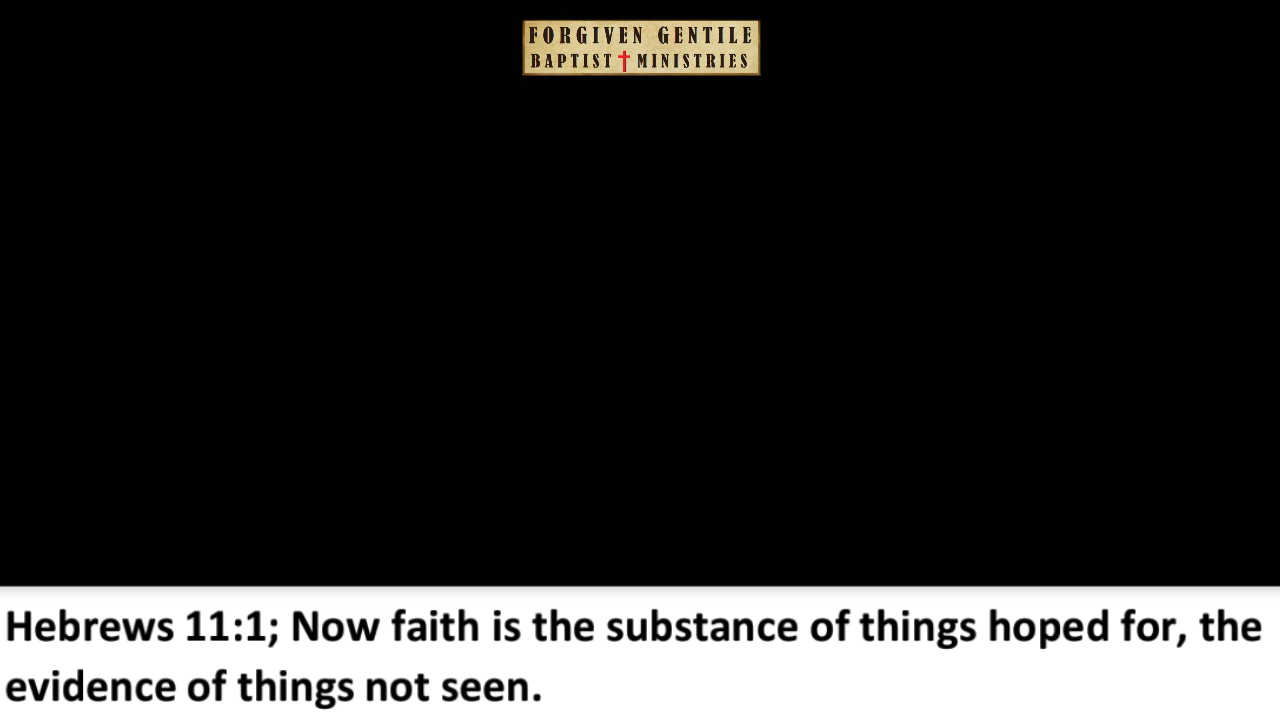 FORGIVEN GENTILE
BAPTIST MINISTRIES
Hebrews 11:1; Now faith is the substance of things hoped for, the
evidence of things not seen.